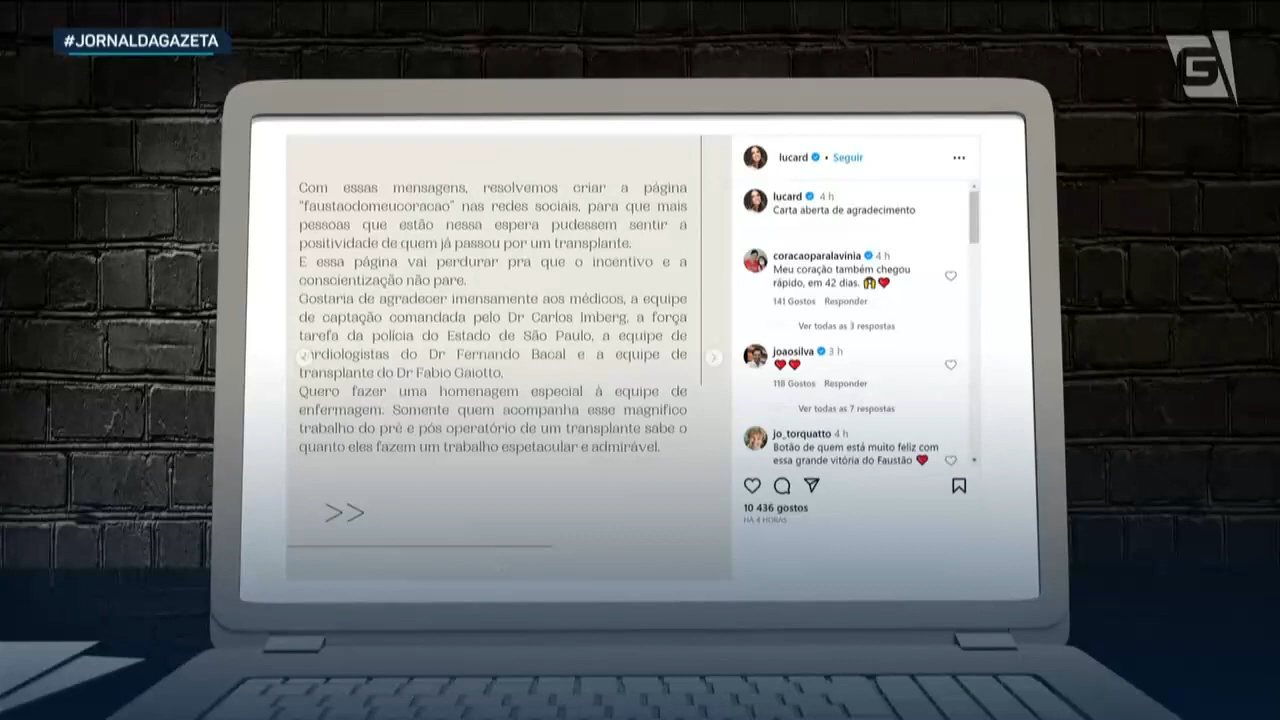 #JORNALDAGAZETA
G
Com essas mensagens, resolvemos criar a página
"faustaodomeucoracao" nas redes sociais, para que mais
pessoas que estão nessa espera pudessem sentir a
positividade de quem já passou por um transplante.
E essa página vai perdurar pra que o incentivo e a
conscientização não pare.
Gostaria de agradecer imensamente aos médicos, a equipe
de captação comandada pelo Dr Carlos Imberg, a força
tarefa da polícia do Estado de São Paulo, a equipe de
cardiologistas do Dr Fernando Bacal e a equipe de
transplante do Dr Fabio Gaiotto.
Quero fazer uma homenagem especial à equipe de
enfermagem. Somente quem acompanha esse magnífico
trabalho do pré e pós operatório de um transplante sabe o
quanto eles fazem um trabalho espetacular e admirável.
>>
lucard • Seguir
lucard 4 h
Carta aberta de agradecimento
coracaoparalavinia 4 h
Meu coração também chegou
rápido, em 42 dias. 🙌❤️
141 Gostos Responder
Ver todas as 3 respostas
joaosilva 3 h
❤️❤️
118 Gostos Responder
Ver todas as 7 respostas
jo_torquatto 4 h
Botão de quem está muito feliz com
essa grande vitória do Faustão ❤️
10 436 gostos
HÁ 4 HORAS